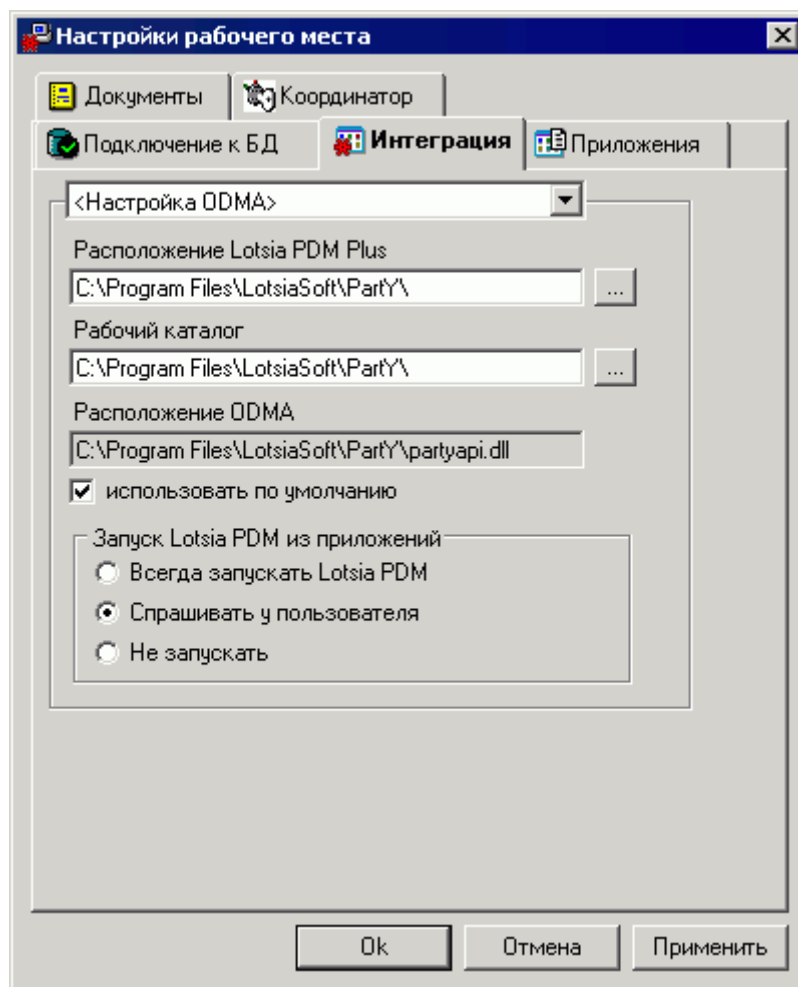 Настройки рабочего места
Документы Координатор
Подключение к БД Интеграция Приложения
<Настройка ODMA>
Расположение Lotsia PDM Plus
C:\Program Files\LotsiaSoft\PartY\ ...
Рабочий каталог
C:\Program Files\LotsiaSoft\PartY\ ...
Расположение ODMA
C:\Program Files\LotsiaSoft\PartY\partyapi.dll
использовать по умолчанию
Запуск Lotsia PDM из приложений
Всегда запускать Lotsia PDM
Спрашивать у пользователя
Не запускать
Ok Отмена Применить